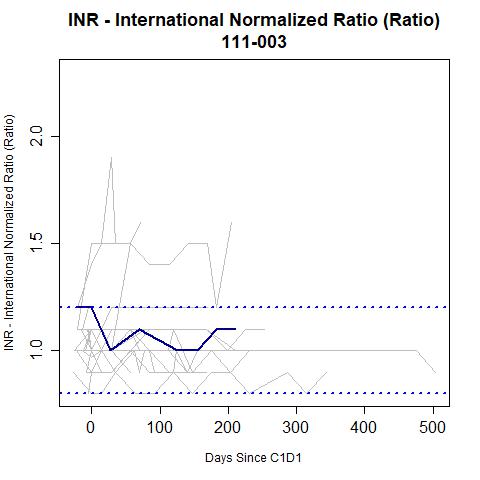 INR - International Normalized Ratio (Ratio)
111-003
INR - International Normalized Ratio (Ratio)
2.0
1.5
1.0
0 100 200 300 400 500
Days Since C1D1